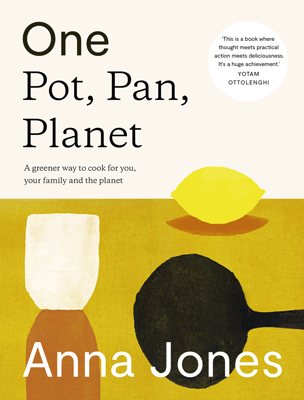 One
Pot, Pan,
Planet
'This is a book where
thought meets practical
action meets deliciousness.
It's a huge achievement.'
YOTAM
OTTOLENGHI
A greener way to cook for you,
your family and the planet
Anna Jones